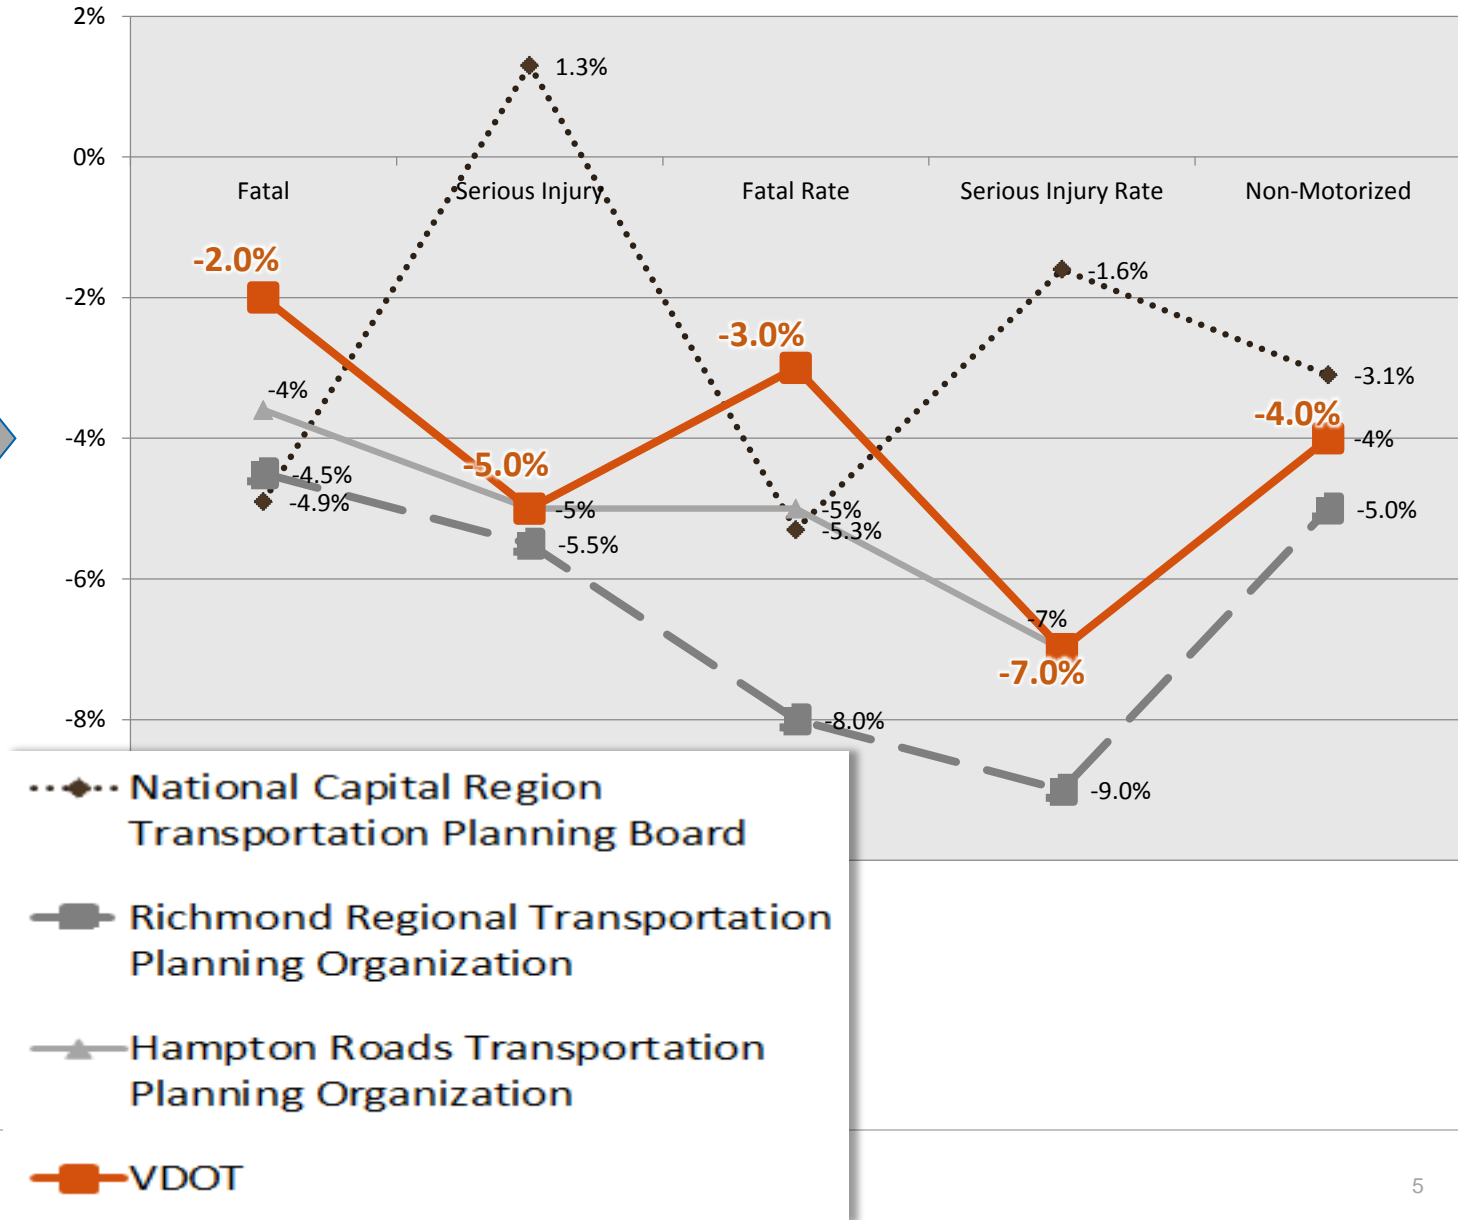 2%
1.3%
0%
Fatal
Serious Injury
Fatal Rate
Serious Injury Rate
Non-Motorized
-2.0%
-1.6%
-2%
-3.0%
-3.1%
-4%
-4.0%
-4%
-4%
-5.0%
-4.5%
-4.9%
-5%
-5%
-5.0%
-5.3%
-5.5%
-6%
-7%
-7.0%
-8%
-8.0%
-9.0%
National Capital Region
Transportation Planning Board
Richmond Regional Transportation
Planning Organization
Hampton Roads Transportation
Planning Organization
VDOT
5